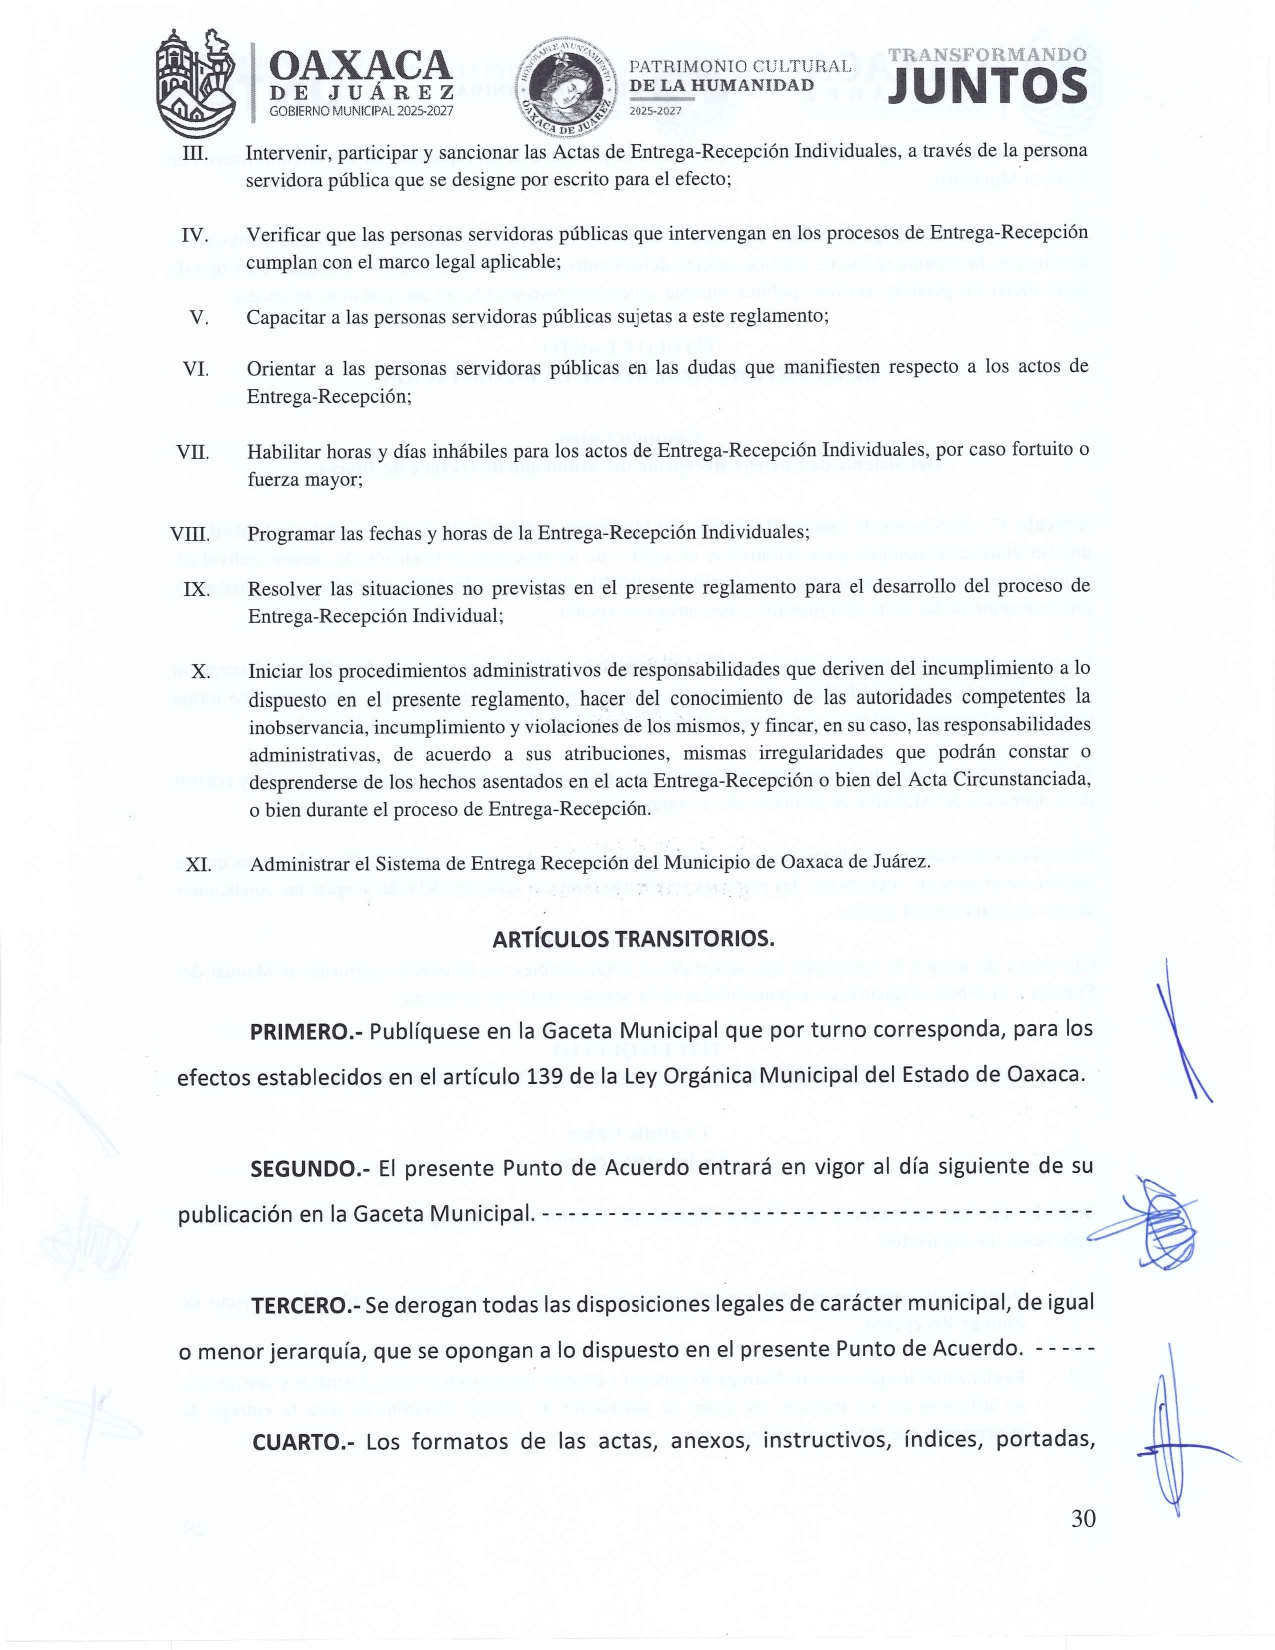 OAXACA
DE JUÁREZ
GOBIERNO MUNICIPAL 2025-2027
HONORABLE AYUNTAMIENTO
OAXACA DE JUÁREZ
PATRIMONIO CULTURAL
DE LA HUMANIDAD
2025-2027
TRANSFORMANDO
JUNTOS
III. Intervenir, participar y sancionar las Actas de Entrega-Recepción Individuales, a través de la persona
servidora pública que se designe por escrito para el efecto;
IV. Verificar que las personas servidoras públicas que intervengan en los procesos de Entrega-Recepción
cumplan con el marco legal aplicable;
V. Capacitar a las personas servidoras públicas sujetas a este reglamento;
VI. Orientar a las personas servidoras públicas en las dudas que manifiesten respecto a los actos de
Entrega-Recepción;
VII. Habilitar horas y días inhábiles para los actos de Entrega-Recepción Individuales, por caso fortuito o
fuerza mayor;
VIII. Programar las fechas y horas de la Entrega-Recepción Individuales;
IX. Resolver las situaciones no previstas en el presente reglamento para el desarrollo del proceso de
Entrega-Recepción Individual;
X. Iniciar los procedimientos administrativos de responsabilidades que deriven del incumplimiento a lo
dispuesto en el presente reglamento, hacer del conocimiento de las autoridades competentes la
inobservancia, incumplimiento y violaciones de los mismos, y fincar, en su caso, las responsabilidades
administrativas, de acuerdo a sus atribuciones, mismas irregularidades que podrán constar o
desprenderse de los hechos asentados en el acta Entrega-Recepción o bien del Acta Circunstanciada,
o bien durante el proceso de Entrega-Recepción.
XI. Administrar el Sistema de Entrega Recepción del Municipio de Oaxaca de Juárez.
ARTÍCULOS TRANSITORIOS.
PRIMERO.- Publíquese en la Gaceta Municipal que por turno corresponda, para los
efectos establecidos en el artículo 139 de la Ley Orgánica Municipal del Estado de Oaxaca.
SEGUNDO.- El presente Punto de Acuerdo entrará en vigor al día siguiente de su
publicación en la Gaceta Municipal. - - - - - - - - - - - - - - - - - - - - - - - - - - - - - - - - - - - - - - - - - -
TERCERO.- Se derogan todas las disposiciones legales de carácter municipal, de igual
o menor jerarquía, que se opongan a lo dispuesto en el presente Punto de Acuerdo. - - - - -
CUARTO.- Los formatos de las actas, anexos, instructivos, índices, portadas,
30